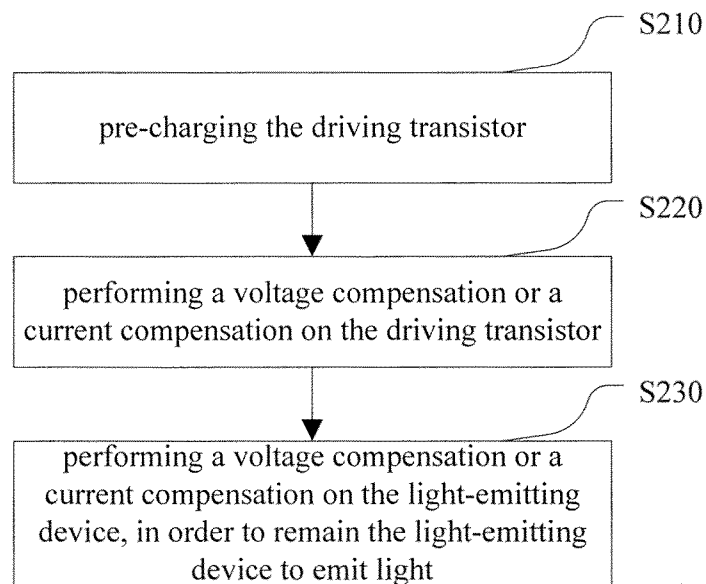 S210
pre-charging the driving transistor
S220
performing a voltage compensation or a
current compensation on the driving transistor
S230
performing a voltage compensation or a
current compensation on the light-emitting
device, in order to remain the light-emitting
device to emit light